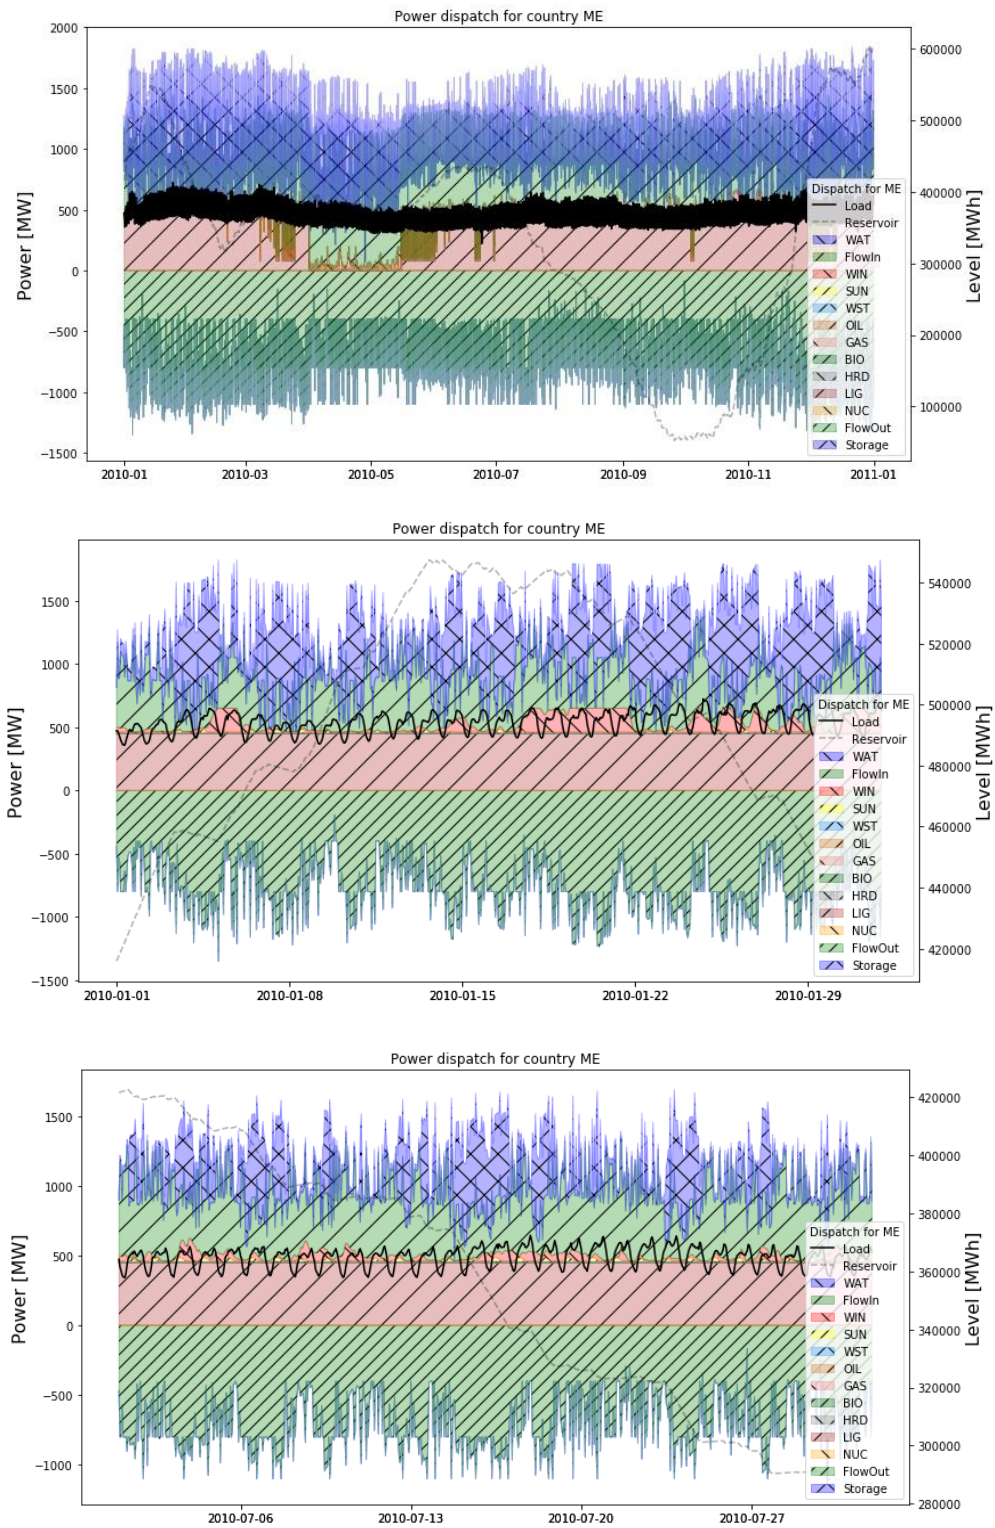 Power dispatch for country ME
2000
1500
1000
500
0
−500
−1000
−1500
Power [MW]
600000
500000
400000
300000
200000
100000
Level [MWh]
2010-01
2010-03
2010-05
2010-07
2010-09
2010-11
2011-01
Dispatch for ME
Load
Reservoir
WAT
FlowIn
WIN
SUN
WST
OIL
GAS
BIO
HRD
LIG
NUC
FlowOut
Storage
Power dispatch for country ME
1500
1000
500
0
−500
−1000
−1500
Power [MW]
540000
520000
500000
480000
460000
440000
420000
Level [MWh]
2010-01-01
2010-01-08
2010-01-15
2010-01-22
2010-01-29
Dispatch for ME
Load
Reservoir
WAT
FlowIn
WIN
SUN
WST
OIL
GAS
BIO
HRD
LIG
NUC
FlowOut
Storage
Power dispatch for country ME
1500
1000
500
0
−500
−1000
Power [MW]
420000
400000
380000
360000
340000
320000
300000
280000
Level [MWh]
2010-07-06
2010-07-13
2010-07-20
2010-07-27
Dispatch for ME
Load
Reservoir
WAT
FlowIn
WIN
SUN
WST
OIL
GAS
BIO
HRD
LIG
NUC
FlowOut
Storage